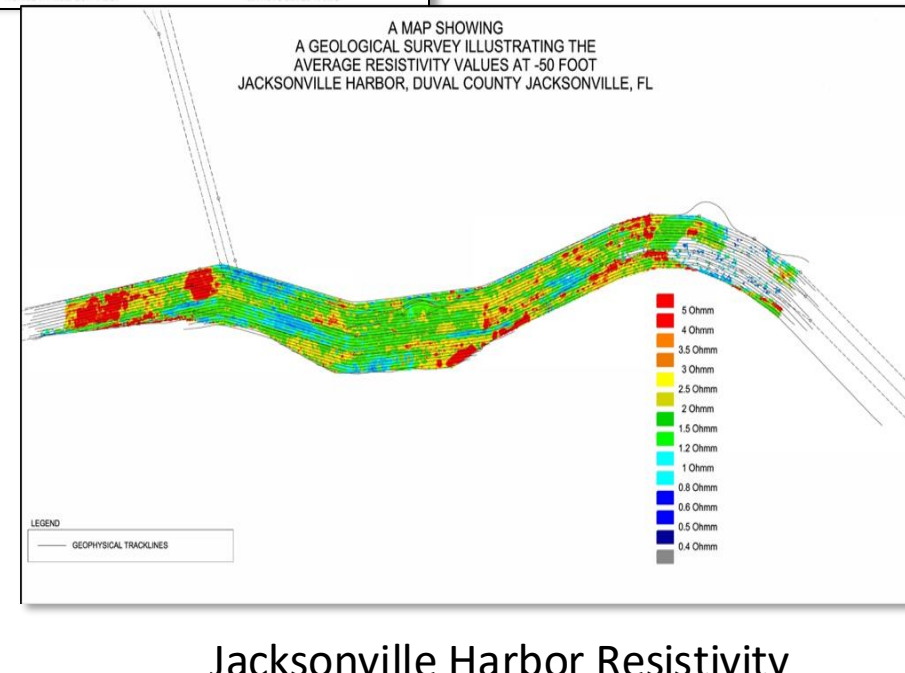 A MAP SHOWING
A GEOLOGICAL SURVEY ILLUSTRATING THE
AVERAGE RESISTIVITY VALUES AT -50 FOOT
JACKSONVILLE HARBOR, DUVAL COUNTY JACKSONVILLE, FL
5 Ohmm
4 Ohmm
3.5 Ohmm
3 Ohmm
2.5 Ohmm
2 Ohmm
1.5 Ohmm
1.2 Ohmm
1 Ohmm
0.8 Ohmm
0.6 Ohmm
0.5 Ohmm
0.4 Ohmm
LEGEND
GEOPHYSICAL TRACKLINES
Jacksonville Harbor Resistivity